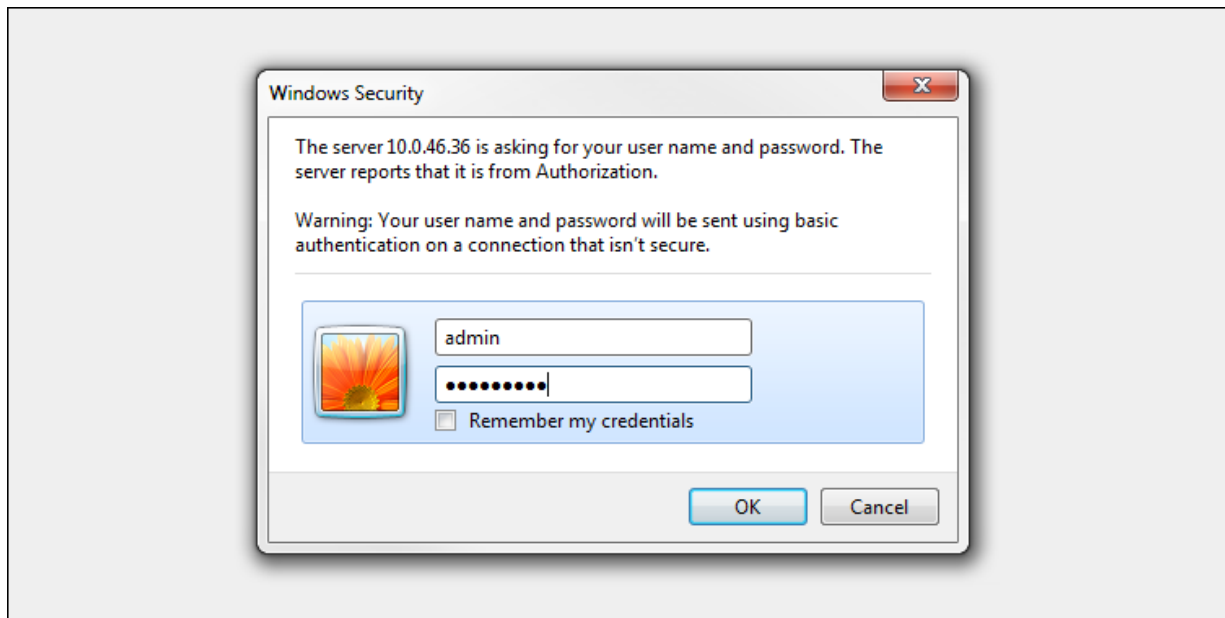 Windows Security
The server 10.0.46.36 is asking for your user name and password. The
server reports that it is from Authorization.
Warning: Your user name and password will be sent using basic
authentication on a connection that isn't secure.
admin
●●●●●●●●●
Remember my credentials
OK
Cancel